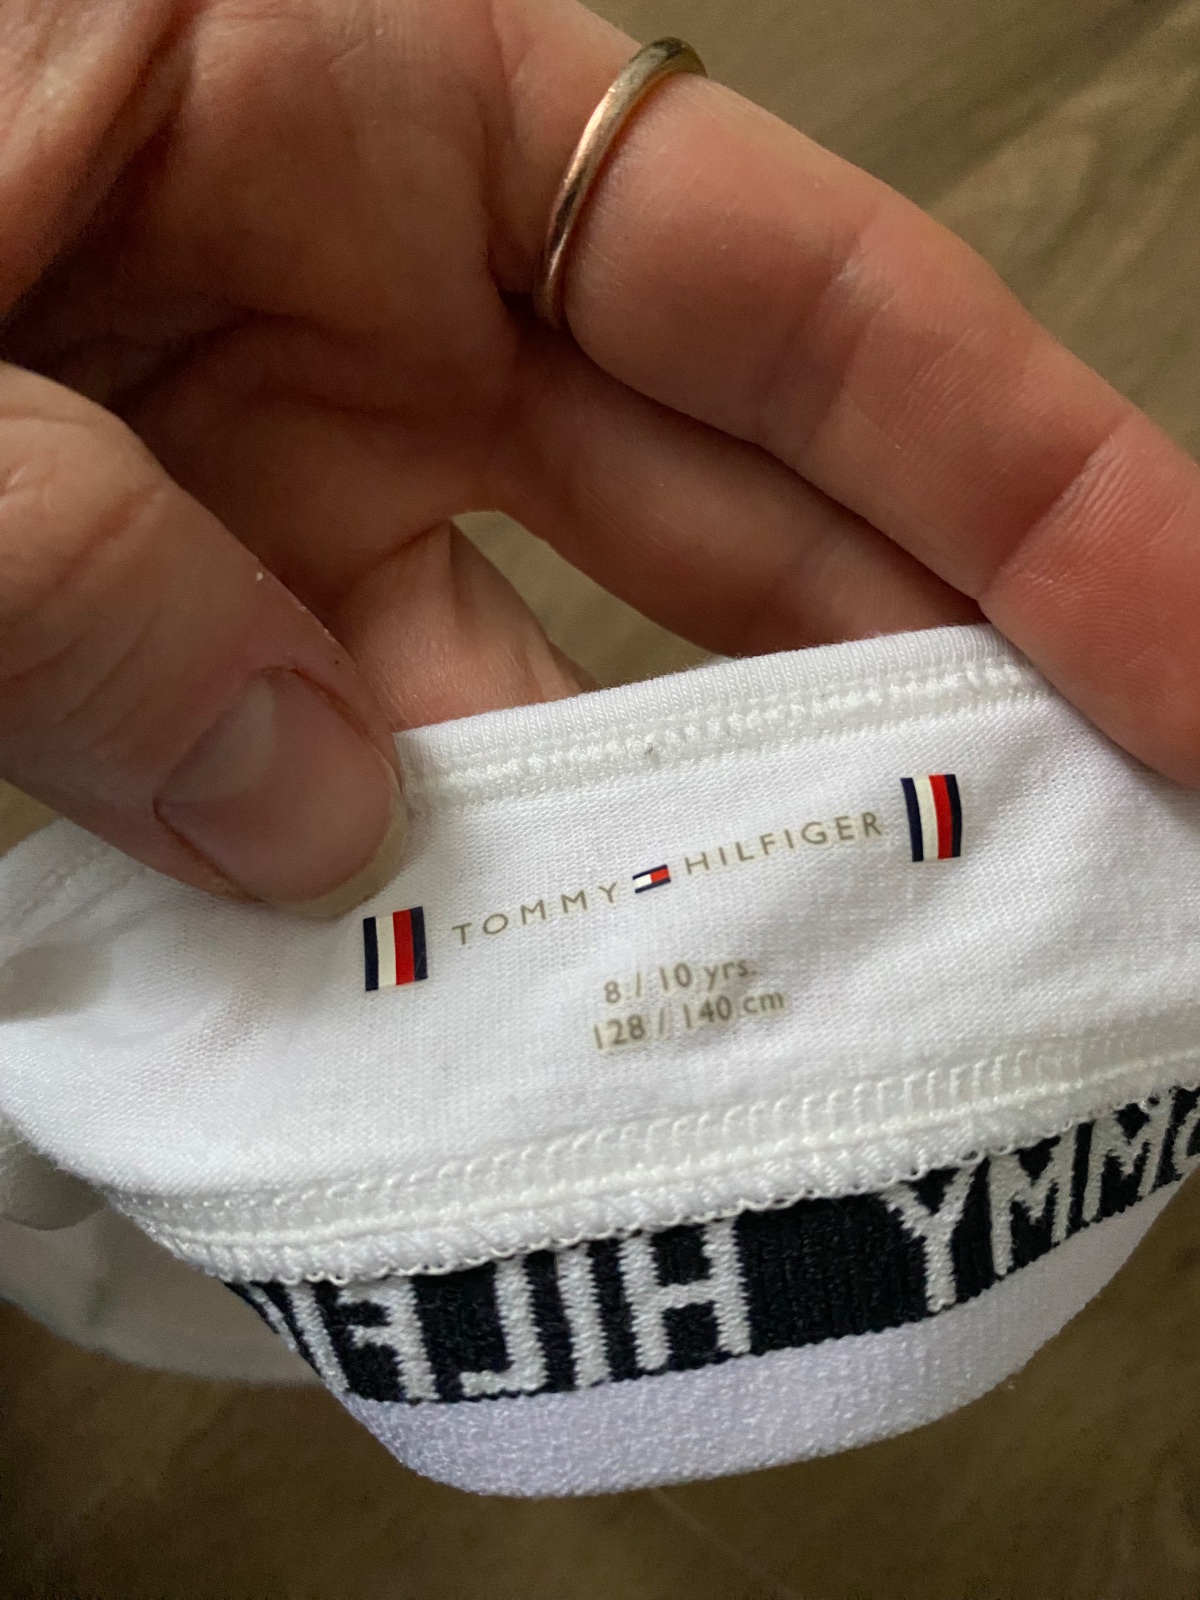 TOMMY HILFIGER
8 / 10 yrs.
128 / 140 cm